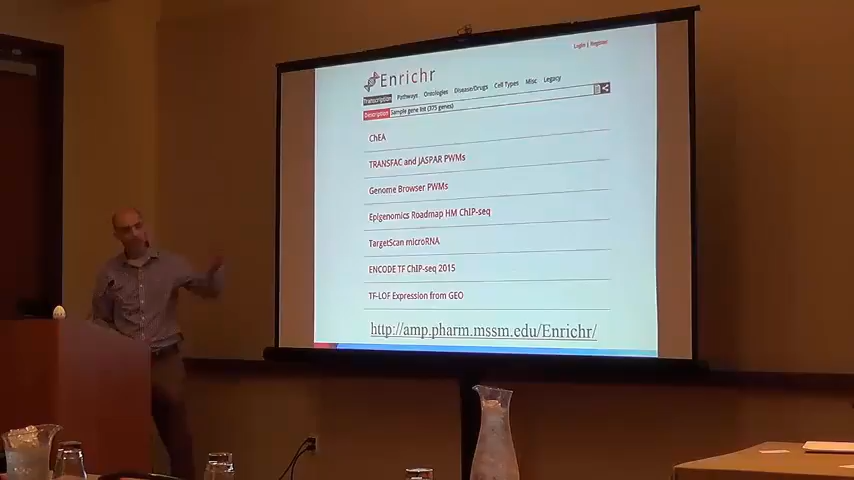 Login | Register
Enrichr
Transcription Pathways Ontologies Disease/Drugs Cell Types Misc Legacy
Description Sample gene list (375 genes)
ChEA
TRANSFAC and JASPAR PWMs
Genome Browser PWMs
Epigenomics Roadmap HM ChIP-seq
TargetScan microRNA
ENCODE TF ChIP-seq 2015
TF-LOF Expression from GEO
http://amp.pharm.mssm.edu/Enrichr/